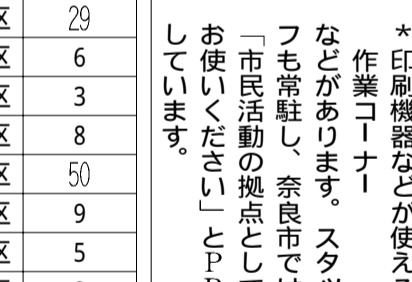 *印刷機器などが使え
作業コーナー
などがあります。スタッ
フも常駐し、奈良市では
「市民活動の拠点として
お使いください」とP
しています。
区 29
区 6
区 3
区 8
区 50
区 9
区 5